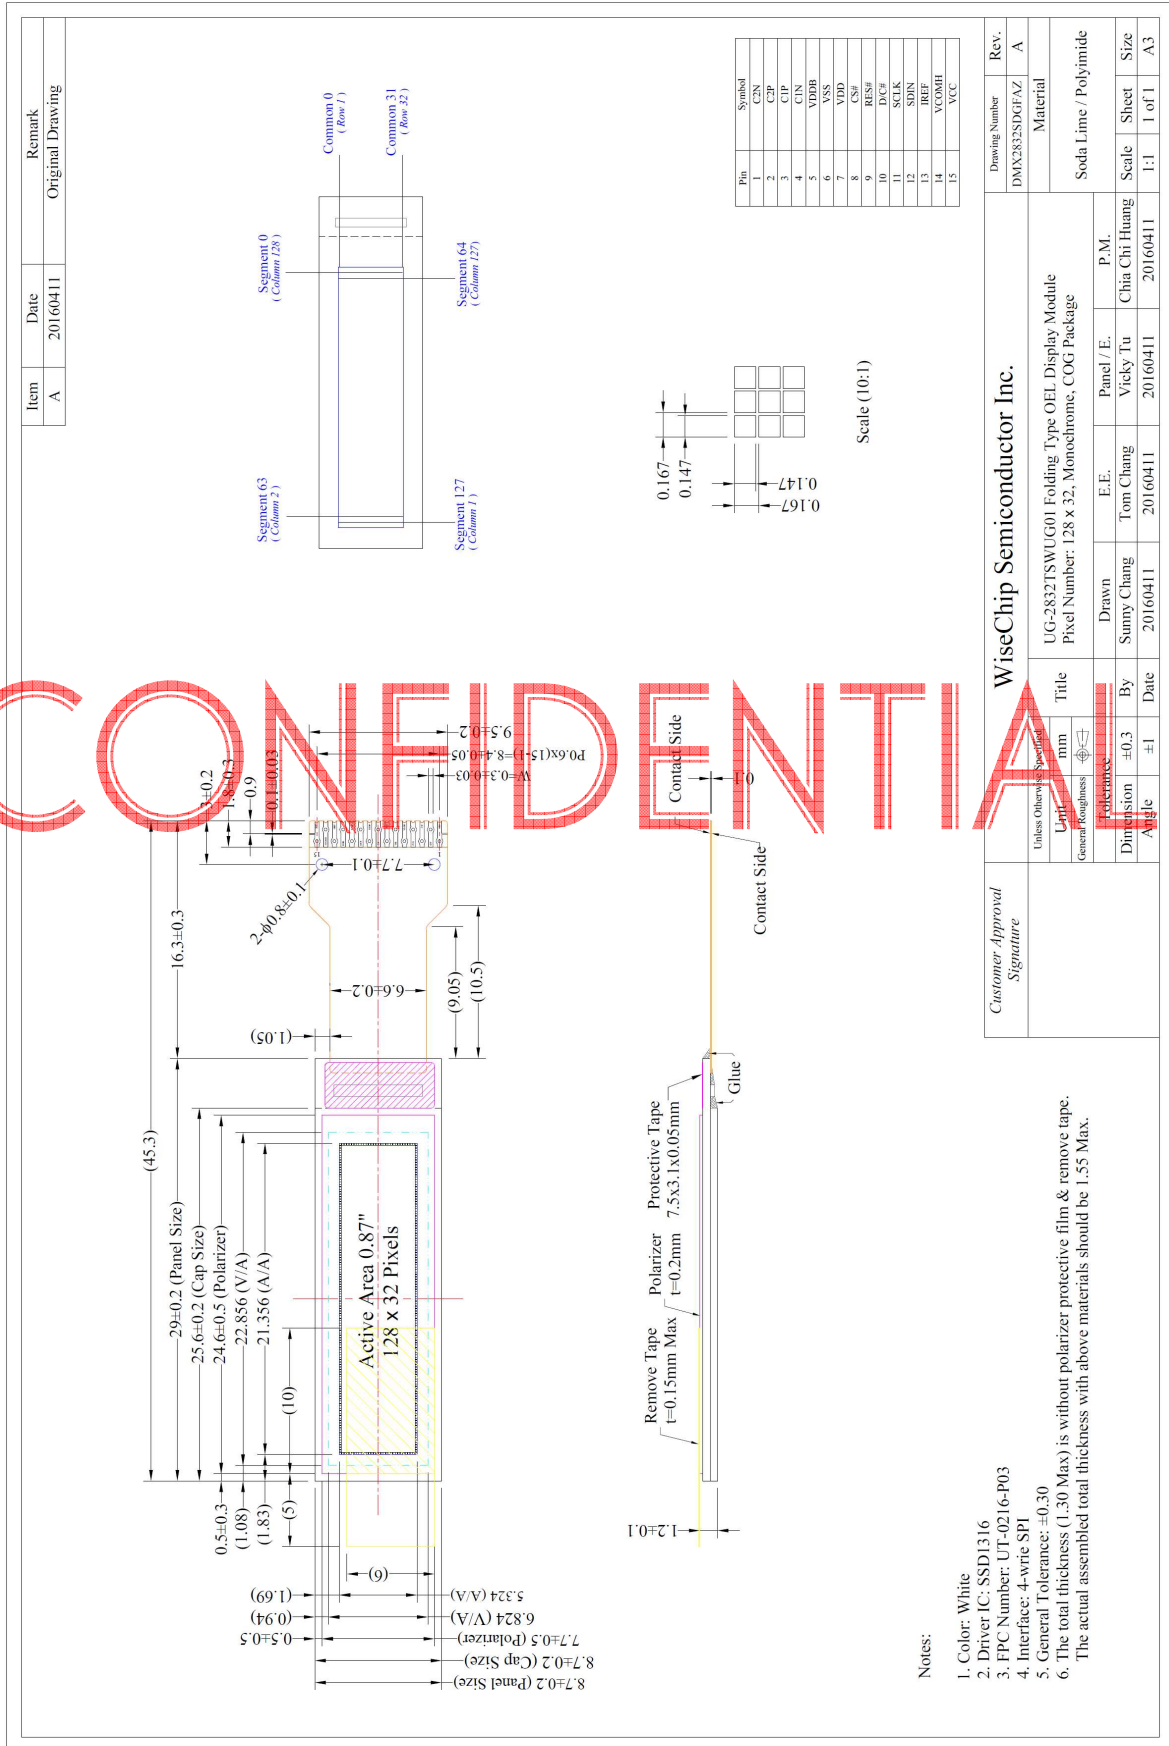 Item Date Remark
A 20160411 Original Drawing
(45.3)
29±0.2 (Panel Size)
16.3±0.3
25.6±0.2 (Cap Size)
24.6±0.5 (Polarizer)
22.856 (V/A)
21.356 (A/A)
(10)
0.5±0.3
(1.08)
(1.83)
(5)
(1.05)
2-ϕ0.8±0.1
3±0.2
1.8±0.3
0.9
0.1±0.03
Active Area 0.87"
128 x 32 Pixels
(6)
5.324 (A/A)
(1.69)
6.824 (V/A)
(0.94)
7.7±0.5 (Polarizer)
0.5±0.5
8.7±0.2 (Cap Size)
8.7±0.2 (Panel Size)
6.6±0.2
(9.05)
(10.5)
7.7±0.1
15
1
W=0.3±0.03
P0.6x(15-1)=8.4±0.05
9.5±0.2
Segment 63
( Column 2 )
Segment 0
( Column 128 )
Common 0
( Row 1 )
Common 31
( Row 32 )
Segment 127
( Column 1 )
Segment 64
( Column 127)
Remove Tape
t=0.15mm Max
Polarizer
t=0.2mm
Protective Tape
7.5x3.1x0.05mm
Glue
1.2±0.1
Contact Side
Contact Side
0.1
0.167
0.147
0.147
0.167
Scale (10:1)
Pin Symbol
1 C2N
2 C2P
3 C1P
4 C1N
5 VDDB
6 VSS
7 VDD
8 CS#
9 RES#
10 D/C#
11 SCLK
12 SDIN
13 IREF
14 VCOMH
15 VCC
Notes:
1. Color: White
2. Driver IC: SSD1316
3. FPC Number: UT-0216-P03
4. Interface: 4-wrie SPI
5. General Tolerance: ±0.30
6. The total thickness (1.30 Max) is without polarizer protective film & remove tape.
The actual assembled total thickness with above materials should be 1.55 Max.
Customer Approval
Signature
WiseChip Semiconductor Inc.
Drawing Number Rev.
DMX2832SDGFAZ A
Unless Otherwise Specified
Unit mm
General Roughness
Title
UG-2832TSWUG01 Folding Type OEL Display Module
Pixel Number: 128 x 32, Monochrome, COG Package
Material
Soda Lime / Polyimide
Tolerance
Dimension ±0.3
Angle ±1
Drawn E.E. Panel / E. P.M.
By Sunny Chang Tom Chang Vicky Tu Chia Chi Huang
Date 20160411 20160411 20160411 20160411
Scale Sheet Size
1:1 1 of 1 A3
CONFIDENTIAL